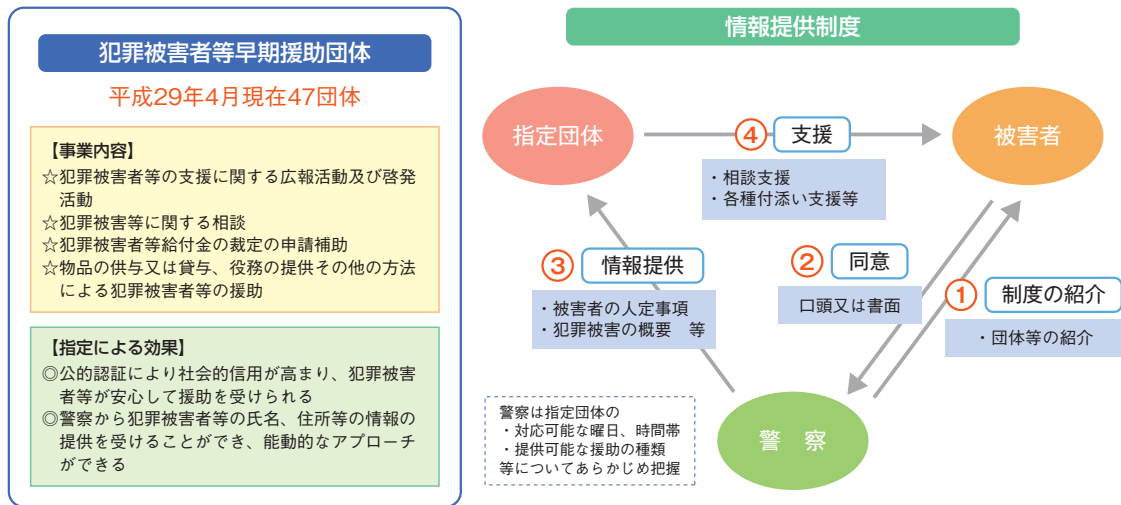 犯罪被害者等早期援助団体
平成29年4月現在47団体
【事業内容】
☆犯罪被害者等の支援に関する広報活動及び啓発
活動
☆犯罪被害等に関する相談
☆犯罪被害者等給付金の裁定の申請補助
☆物品の供与又は貸与、役務の提供その他の方法
による犯罪被害者等の援助
【指定による効果】
◎公的認証により社会的信用が高まり、犯罪被害
者等が安心して援助を受けられる
◎警察から犯罪被害者等の氏名、住所等の情報の
提供を受けることができ、能動的なアプローチ
ができる
情報提供制度
指定団体
④ 支援
被害者
・相談支援
・各種付添い支援等
③ 情報提供
・被害者の人定事項
・犯罪被害の概要 等
② 同意
口頭又は書面
① 制度の紹介
・団体等の紹介
警察は指定団体の
・対応可能な曜日、時間帯
・提供可能な援助の種類
等についてあらかじめ把握
警 察